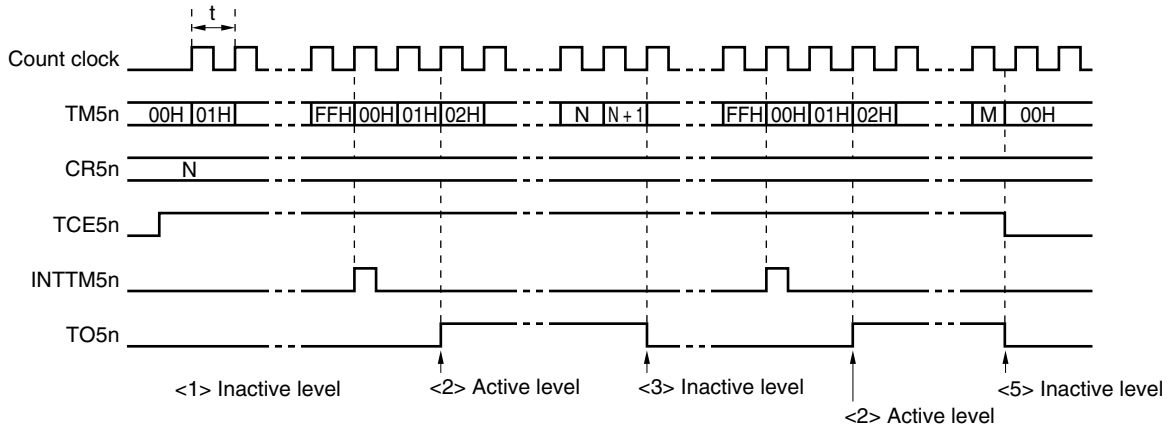 t
Count clock
TM5n 00H 01H FFH 00H 01H 02H N N + 1 FFH 00H 01H 02H M 00H
CR5n N
TCE5n
INTTM5n
TO5n
<1> Inactive level <2> Active level <3> Inactive level <5> Inactive level
<2> Active level